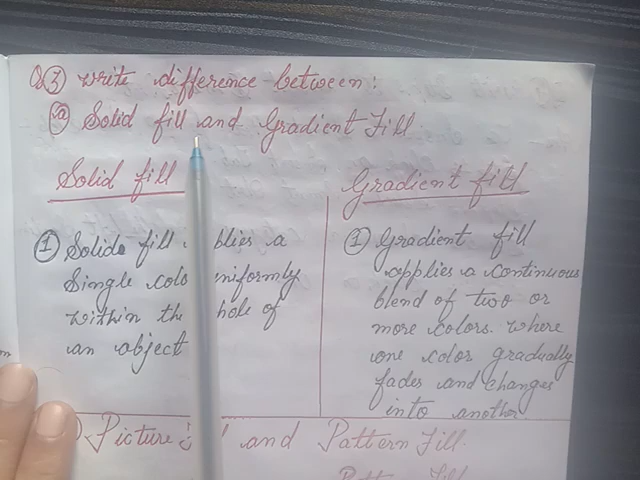 Q③ write difference between:
ⓐ Solid fill and Gradient Fill
Solid fill
Gradient fill
① Solid fill
Single
uniformly
within
of
an object
① Gradient fill
applies a continuous
blend of two or
more colors. where
one color gradually
fades and changes
into another.
Picture and Pattern Fill.